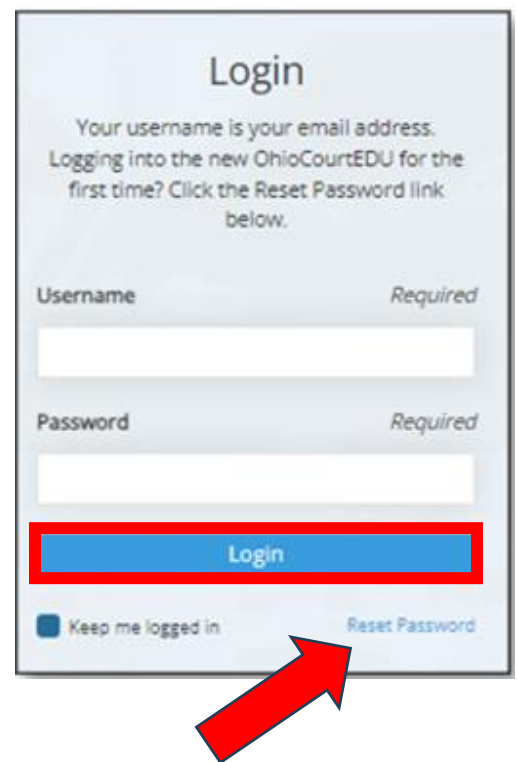 Login
Your username is your email address.
Logging into the new OhioCourtEDU for the
first time? Click the Reset Password link
below.
Username Required
Password Required
Login
Keep me logged in Reset Password